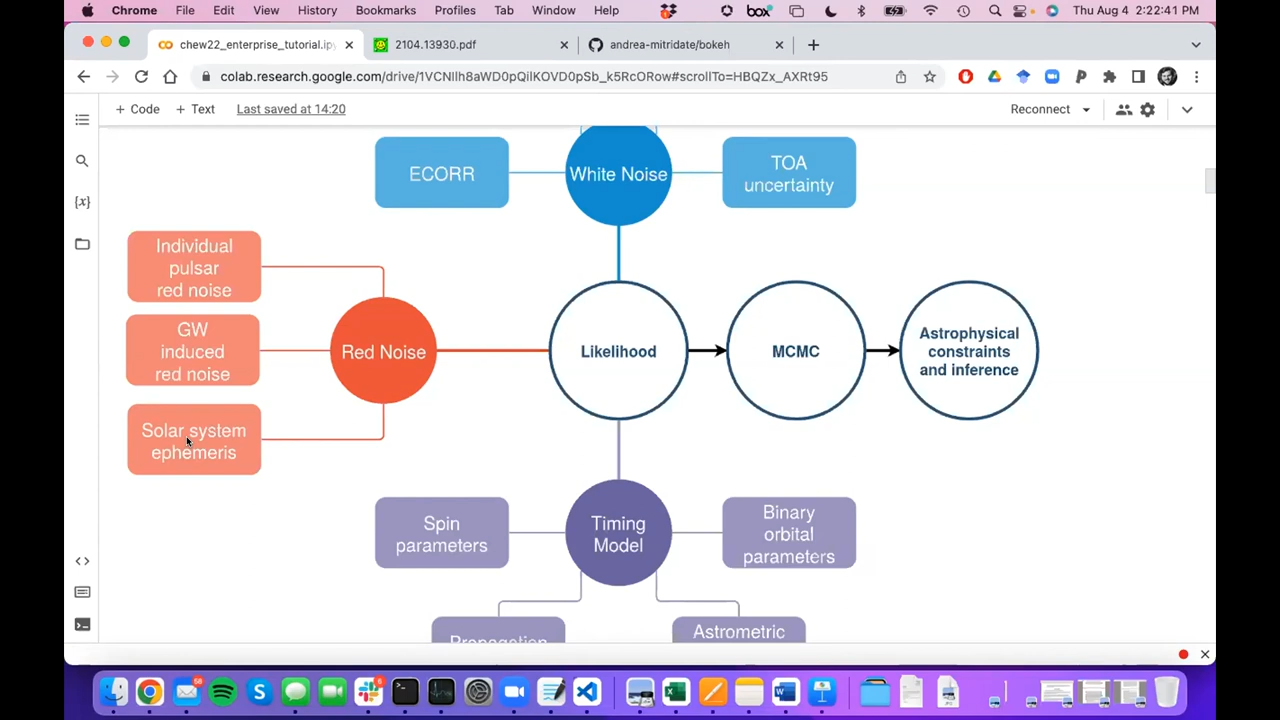 Chrome File Edit View History Bookmarks Profiles Tab Window Help box Thu Aug 4 2:22:41 PM
chew22_enterprise_tutorial.ip
2104.13930.pdf
andrea-mitridate/bokeh
colab.research.google.com/drive/1VCNIlh8aWD0pQilKOVD0pSb_k5RcORow#scrollTo=HBQZx_AXRt95
+ Code + Text Last saved at 14:20 Reconnect
ECORR
White Noise
TOA
uncertainty
Individual
pulsar
red noise
GW
induced
red noise
Solar system
ephemeris
Red Noise
Likelihood
MCMC
Astrophysical
constraints
and inference
Spin
parameters
Timing
Model
Binary
orbital
parameters
Propagation
Astrometric